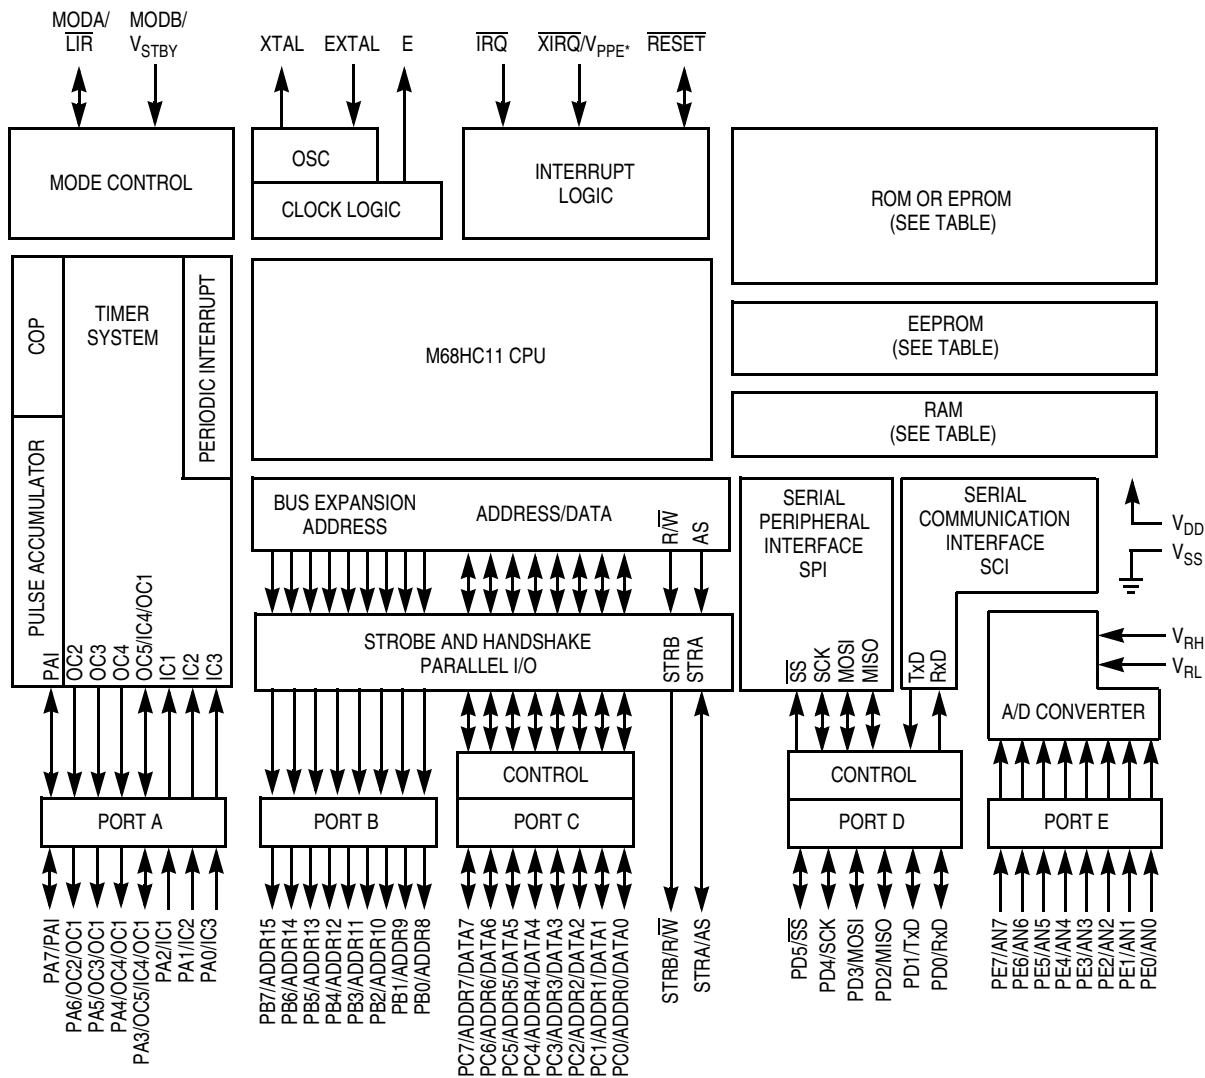 MODA/
LIR
MODB/
VSTBY
XTAL
EXTAL
E
IRQ
XIRQ/VPPE*
RESET
MODE CONTROL
OSC
CLOCK LOGIC
INTERRUPT
LOGIC
ROM OR EPROM
(SEE TABLE)
COP
TIMER
SYSTEM
PERIODIC INTERRUPT
M68HC11 CPU
EEPROM
(SEE TABLE)
RAM
(SEE TABLE)
PULSE ACCUMULATOR
BUS EXPANSION
ADDRESS
ADDRESS/DATA
R/W
AS
SERIAL
PERIPHERAL
INTERFACE
SPI
SERIAL
COMMUNICATION
INTERFACE
SCI
VDD
VSS
PAI
OC2
OC3
OC4
OC5/IC4/OC1
IC1
IC2
IC3
STROBE AND HANDSHAKE
PARALLEL I/O
STRB
STRA
SS
SCK
MOSI
MISO
TxD
RxD
VRH
VRL
A/D CONVERTER
CONTROL
CONTROL
PORT A
PORT B
PORT C
PORT D
PORT E
PA7/PAI
PA6/OC2/OC1
PA5/OC3/OC1
PA4/OC4/OC1
PA3/OC5/IC4/OC1
PA2/IC1
PA1/IC2
PA0/IC3
PB7/ADDR15
PB6/ADDR14
PB5/ADDR13
PB4/ADDR12
PB3/ADDR11
PB2/ADDR10
PB1/ADDR9
PB0/ADDR8
PC7/ADDR7/DATA7
PC6/ADDR6/DATA6
PC5/ADDR5/DATA5
PC4/ADDR4/DATA4
PC3/ADDR3/DATA3
PC2/ADDR2/DATA2
PC1/ADDR1/DATA1
PC0/ADDR0/DATA0
STRB/R/W
STRA/AS
PD5/SS
PD4/SCK
PD3/MOSI
PD2/MISO
PD1/TxD
PD0/RxD
PE7/AN7
PE6/AN6
PE5/AN5
PE4/AN4
PE3/AN3
PE2/AN2
PE1/AN1
PE0/AN0